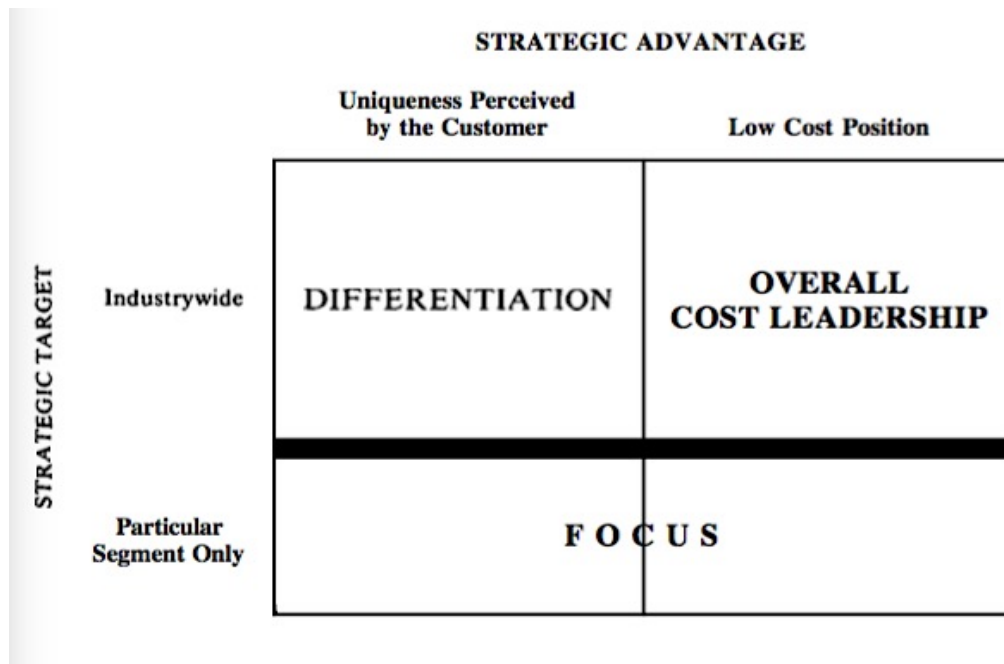 STRATEGIC ADVANTAGE
Uniqueness Perceived
by the Customer
Low Cost Position
STRATEGIC TARGET
Industrywide
DIFFERENTIATION
OVERALL
COST LEADERSHIP
Particular
Segment Only
FOCUS